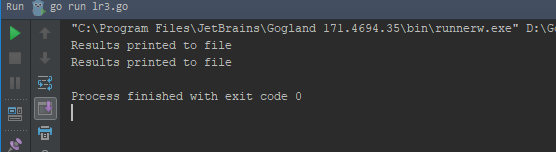 Run go run lr3.go
"C:\Program Files\JetBrains\Gogland 171.4694.35\bin\runnerw.exe" D:\Go
Results printed to file
Results printed to file
Process finished with exit code 0